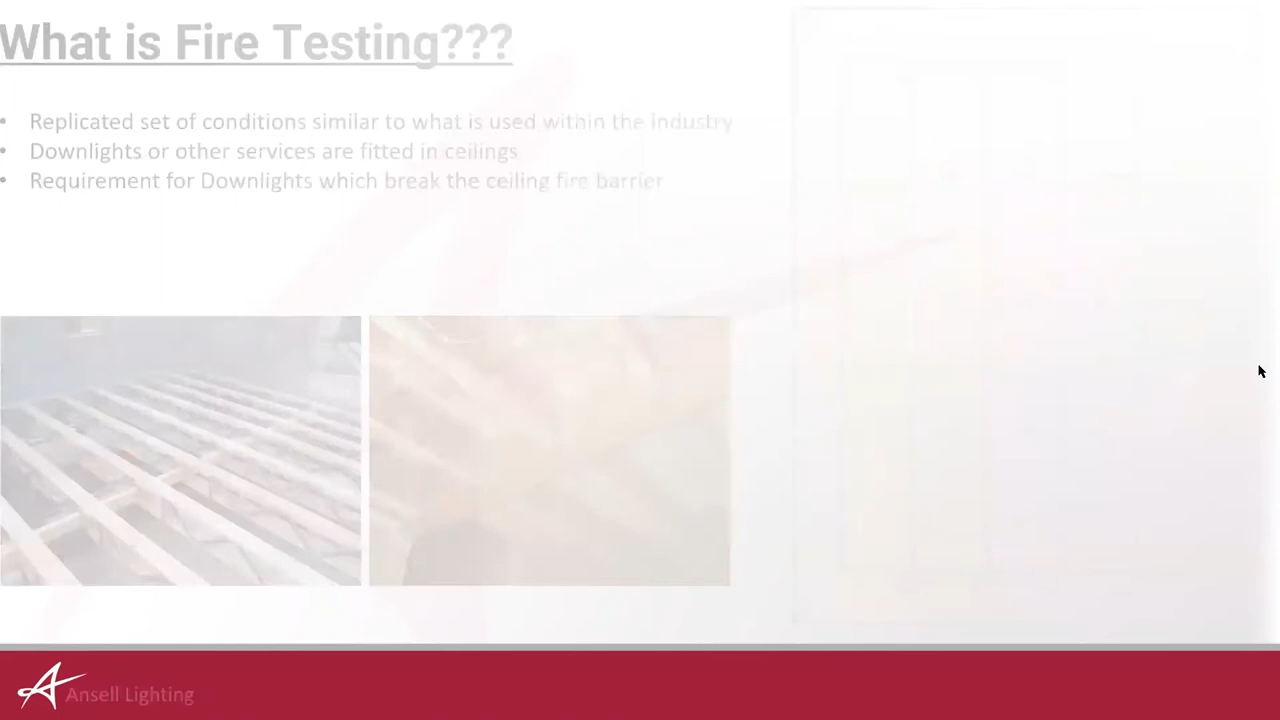 What is Fire Testing???
• Replicated set of conditions similar to what is used within the industry
• Downlights or other services are fitted in ceilings
• Requirement for Downlights which break the ceiling fire barrier
Ansell Lighting